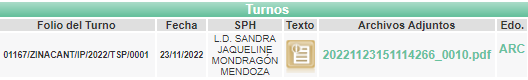 Turnos
Folio del Turno Fecha SPH Texto Archivos Adjuntos Edo.
01167/ZINACANT/IP/2022/TSP/0001 23/11/2022 L.D. SANDRA JAQUELINE MONDRAGÓN MENDOZA 20221123151114266_0010.pdf ARC